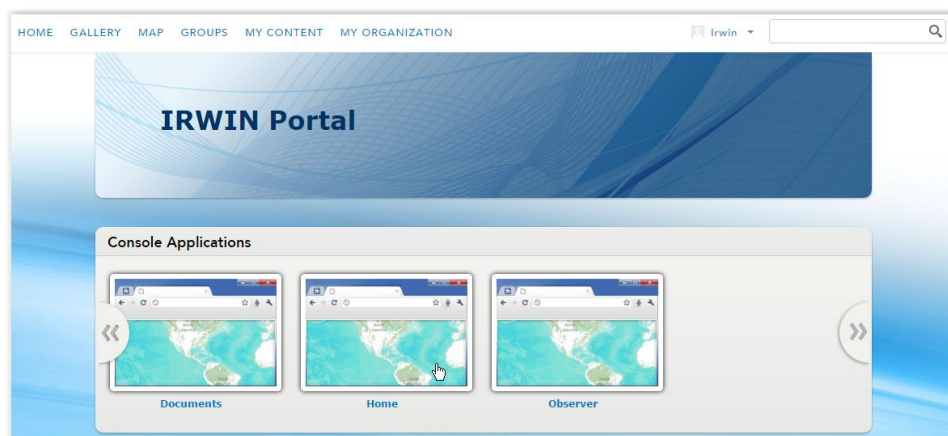 HOME GALLERY MAP GROUPS MY CONTENT MY ORGANIZATION Irwin
IRWIN Portal
Console Applications
Documents Home Observer